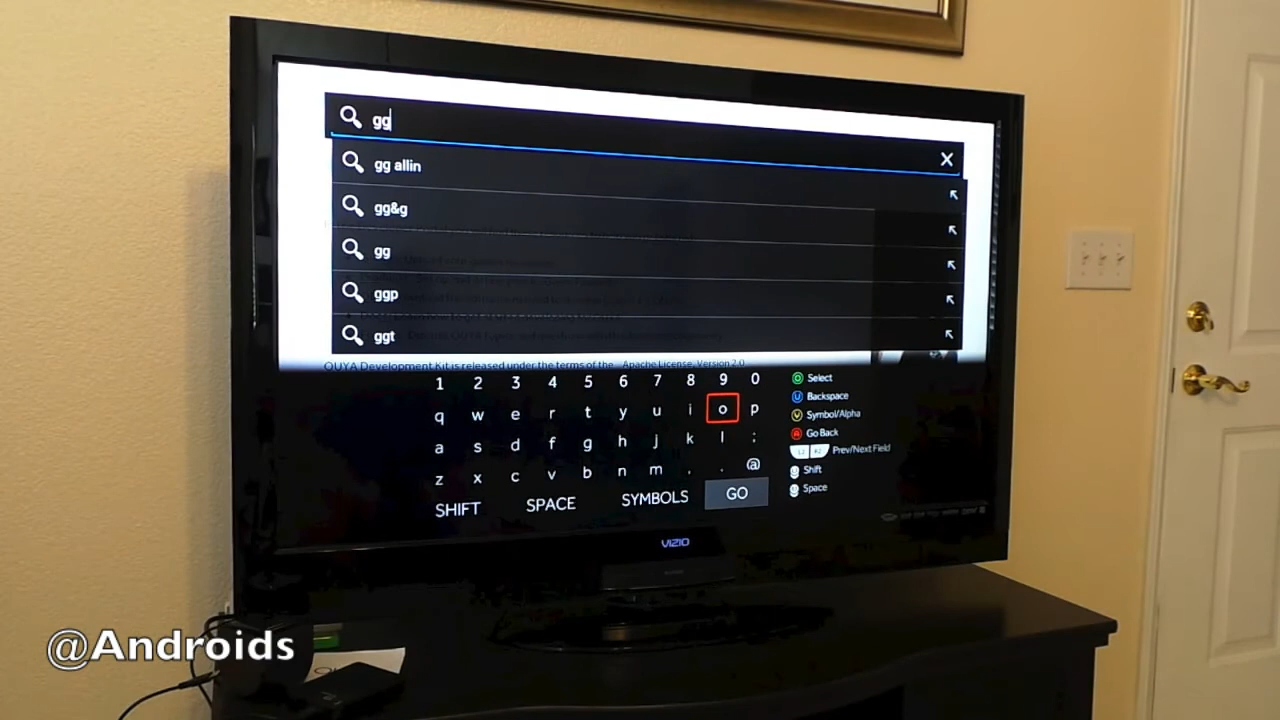 gg
gg allin
gg&g
gg
ggp
ggt
OUYA Development Kit is released under the terms of the Apache License, Version 2.0
1 2 3 4 5 6 7 8 9 0
q w e r t y u i o p
a s d f g h j k l ;
z x c v b n m , . @
SHIFT SPACE SYMBOLS GO
Select
Backspace
Symbol/Alpha
Go Back
Prev/Next Field
Shift
Space
VIZIO
@Androids